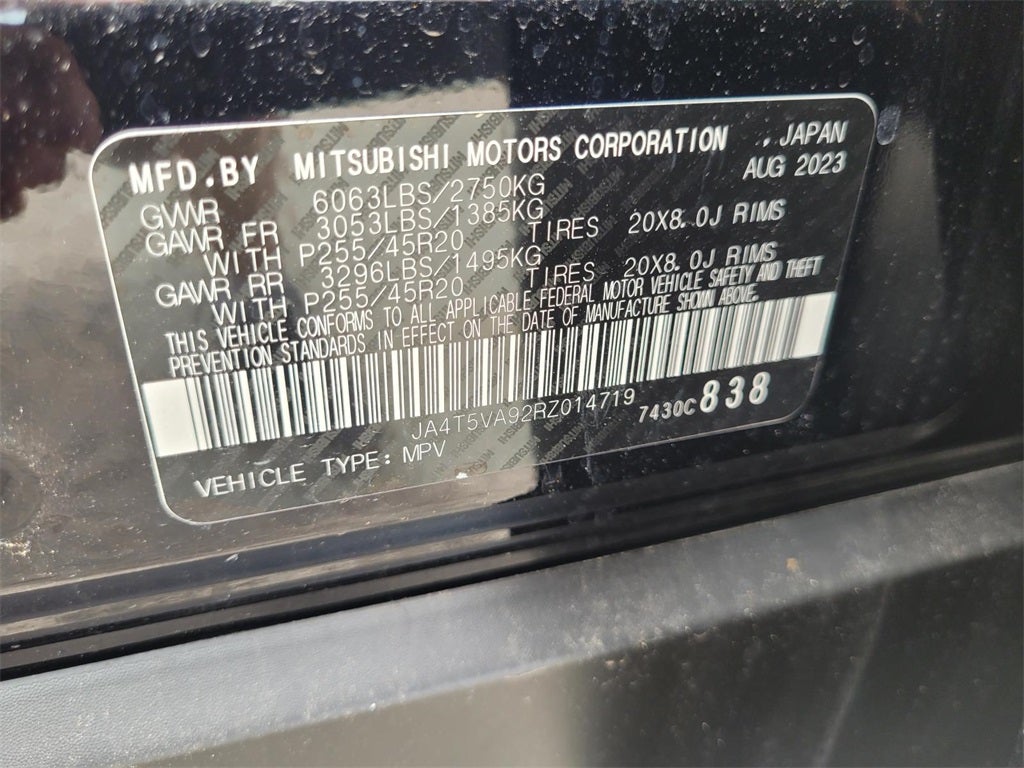 MFD.BY MITSUBISHI MOTORS CORPORATION , JAPAN
AUG 2023
GVWR 6063LBS/2750KG
GAWR FR 3053LBS/1385KG
WITH P255/45R20 TIRES 20X8.0J RIMS
GAWR RR 3296LBS/1495KG
WITH P255/45R20 TIRES 20X8.0J RIMS
THIS VEHICLE CONFORMS TO ALL APPLICABLE FEDERAL MOTOR VEHICLE SAFETY AND THEFT
PREVENTION STANDARDS IN EFFECT ON THE DATE OF MANUFACTURE SHOWN ABOVE.
JA4T5VA92RZ014719 7430C838
VEHICLE TYPE: MPV